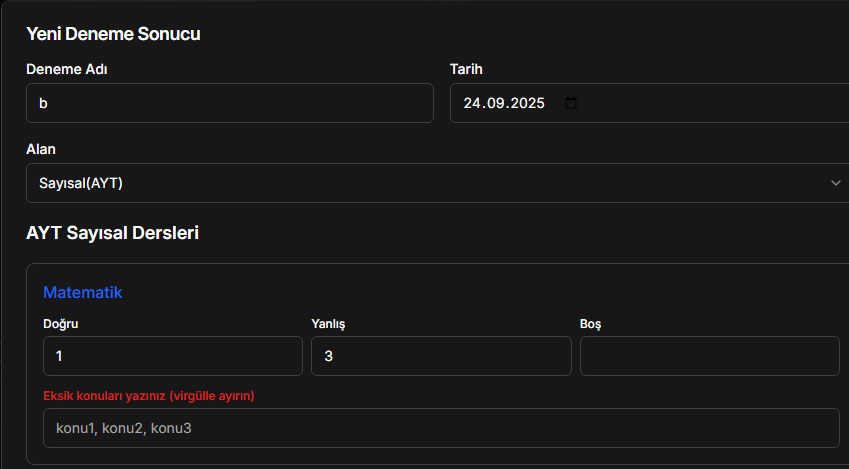 Yeni Deneme Sonucu
Deneme Adı Tarih
b 24.09.2025
Alan
Sayısal(AYT)
AYT Sayısal Dersleri
Matematik
Doğru Yanlış Boş
1 3
Eksik konuları yazınız (virgülle ayırın)
konu1, konu2, konu3